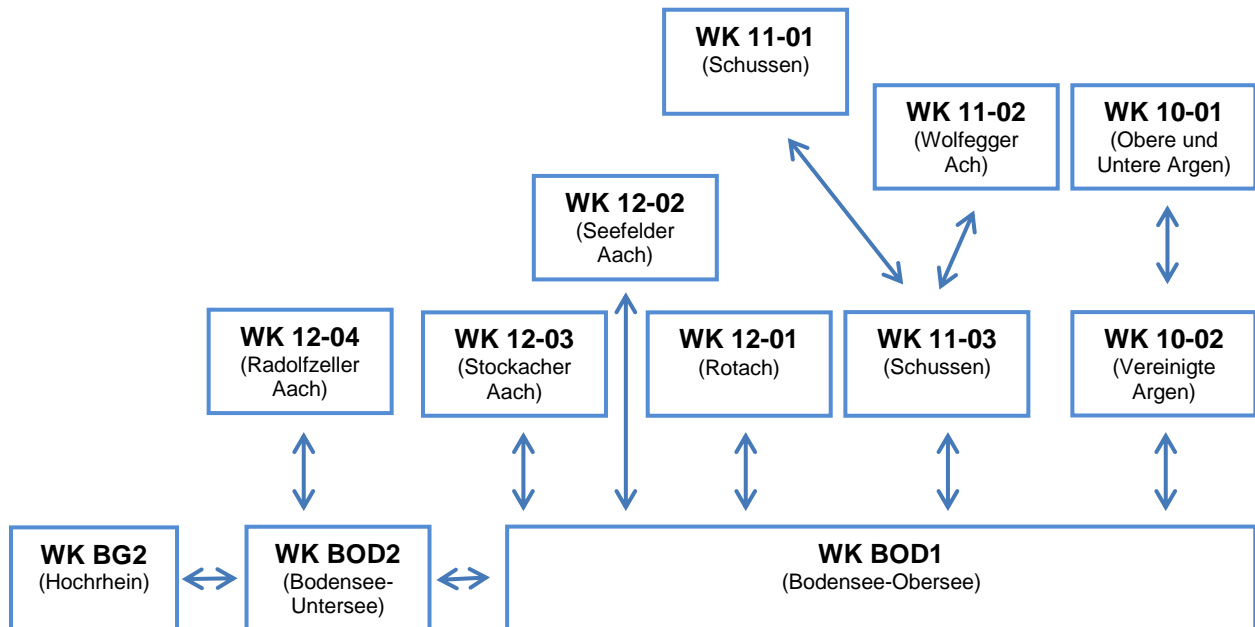 WK 11-01
(Schussen)
WK 11-02
(Wolfegger
Ach)
WK 10-01
(Obere und
Untere Argen)
WK 12-02
(Seefelder
Aach)
WK 12-04
(Radolfzeller
Aach)
WK 12-03
(Stockacher
Aach)
WK 12-01
(Rotach)
WK 11-03
(Schussen)
WK 10-02
(Vereinigte
Argen)
WK BG2
(Hochrhein)
WK BOD2
(Bodensee-
Untersee)
WK BOD1
(Bodensee-Obersee)